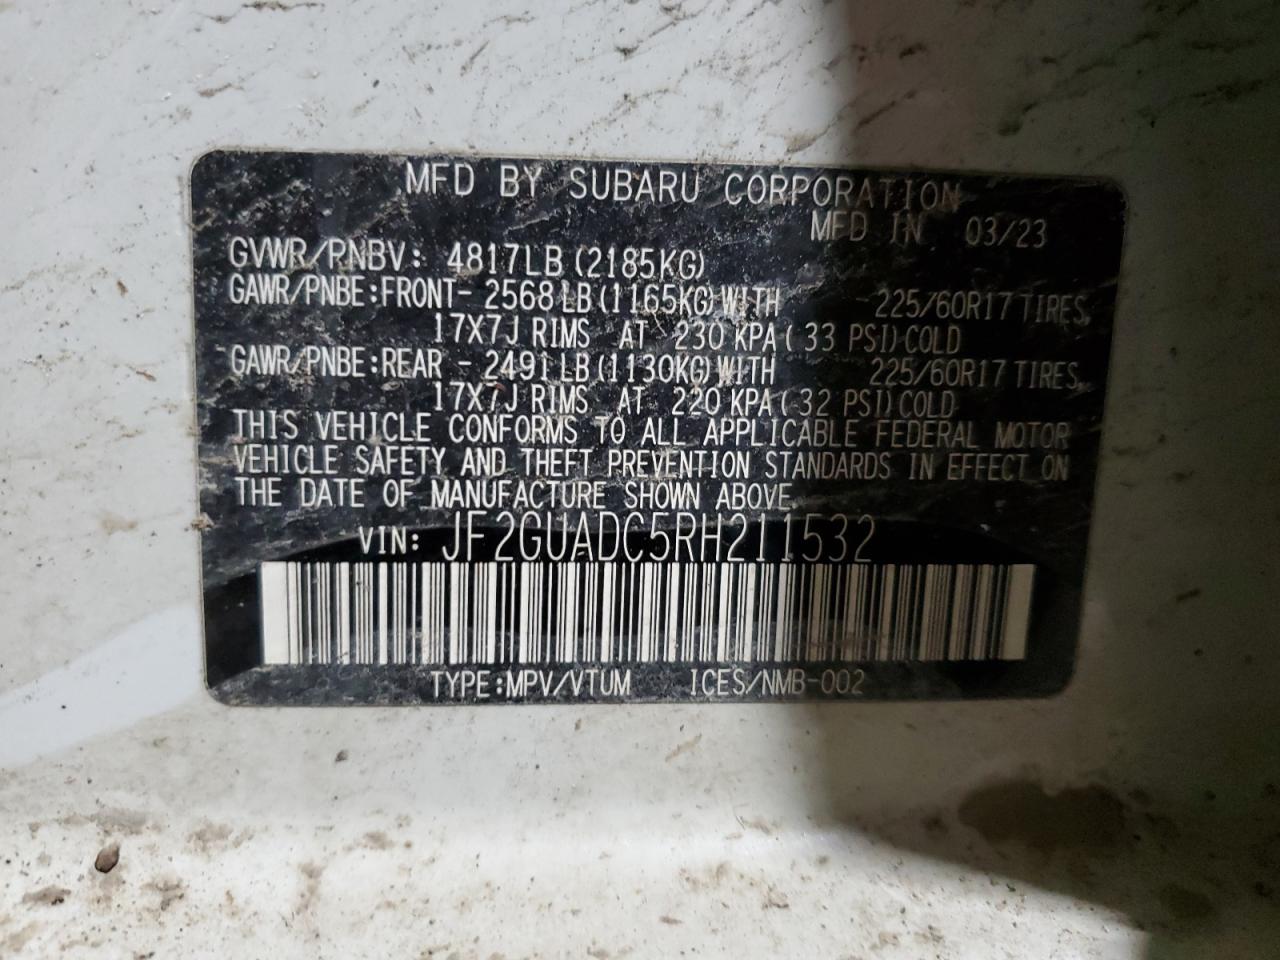 MFD BY SUBARU CORPORATION
MFD IN 03/23
GVWR/PNBV: 4817LB (2185KG)
GAWR/PNBE:FRONT- 2568LB (1165KG) WITH 225/60R17 TIRES,
17X7J RIMS AT 230 KPA ( 33 PSI) COLD
GAWR/PNBE:REAR - 2491LB (1130KG) WITH 225/60R17 TIRES,
17X7J RIMS AT 220 KPA ( 32 PSI) COLD
THIS VEHICLE CONFORMS TO ALL APPLICABLE FEDERAL MOTOR
VEHICLE SAFETY AND THEFT PREVENTION STANDARDS IN EFFECT ON
THE DATE OF MANUFACTURE SHOWN ABOVE.
VIN: JF2GUADC5RH211532
TYPE:MPV/VTUM ICES/NMB-002